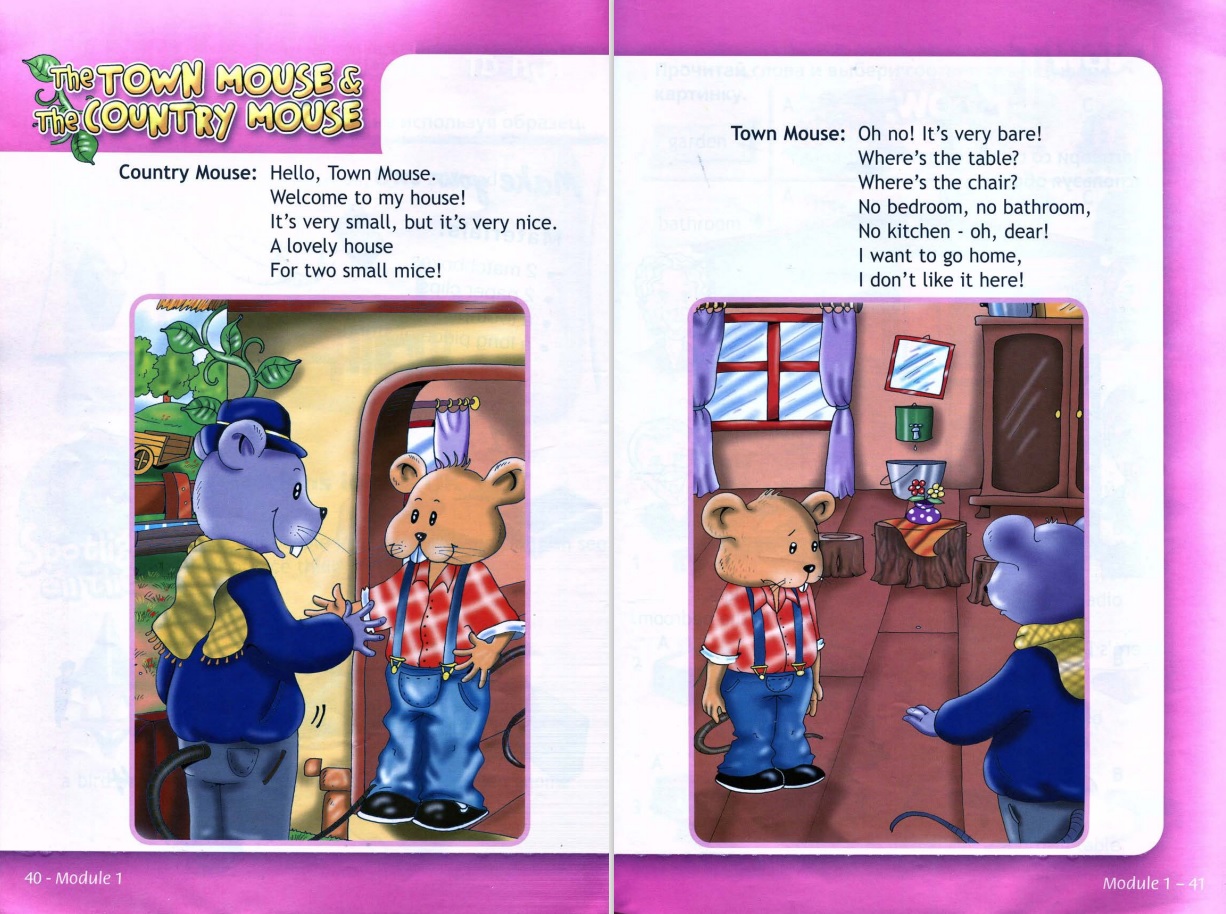 The TOWN MOUSE &
The COUNTRY MOUSE
Country Mouse: Hello, Town Mouse.
Welcome to my house!
It's very small, but it's very nice.
A lovely house
For two small mice!
40 - Module 1
Town Mouse: Oh no! It's very bare!
Where's the table?
Where's the chair?
No bedroom, no bathroom,
No kitchen - oh, dear!
I want to go home,
I don't like it here!
Module 1 – 41